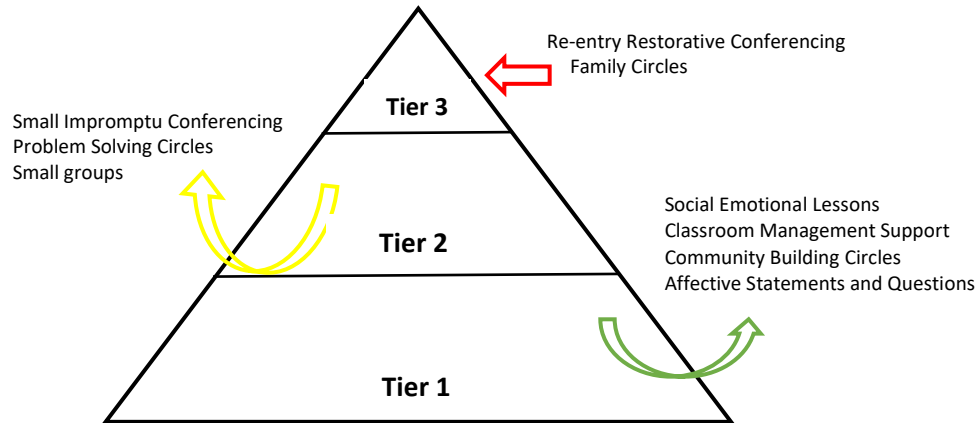 Re-entry Restorative Conferencing
Family Circles
Tier 3
Small Impromptu Conferencing
Problem Solving Circles
Small groups
Tier 2
Social Emotional Lessons
Classroom Management Support
Community Building Circles
Affective Statements and Questions
Tier 1